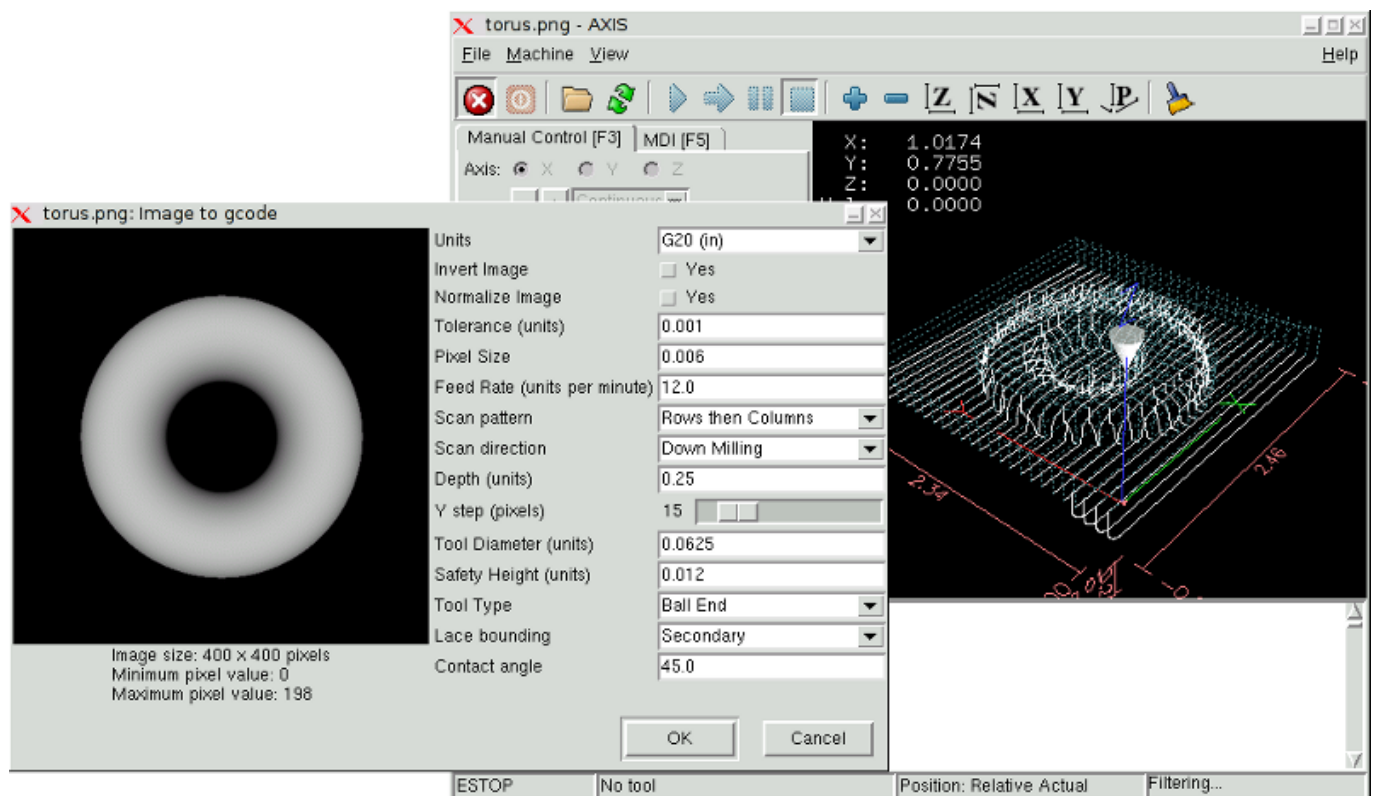 torus.png - AXIS
File Machine View Help
Manual Control [F3] MDI [F5]
Axis: X Y Z
Continuous
X: 1.0174
Y: 0.7755
Z: 0.0000
0.0000
2.34
2.46
torus.png: Image to gcode
Image size: 400 x 400 pixels
Minimum pixel value: 0
Maximum pixel value: 198
Units G20 (in)
Invert Image Yes
Normalize Image Yes
Tolerance (units) 0.001
Pixel Size 0.006
Feed Rate (units per minute) 12.0
Scan pattern Rows then Columns
Scan direction Down Milling
Depth (units) 0.25
Y step (pixels) 15
Tool Diameter (units) 0.0625
Safety Height (units) 0.012
Tool Type Ball End
Lace bounding Secondary
Contact angle 45.0
OK Cancel
ESTOP No tool Position: Relative Actual Filtering...